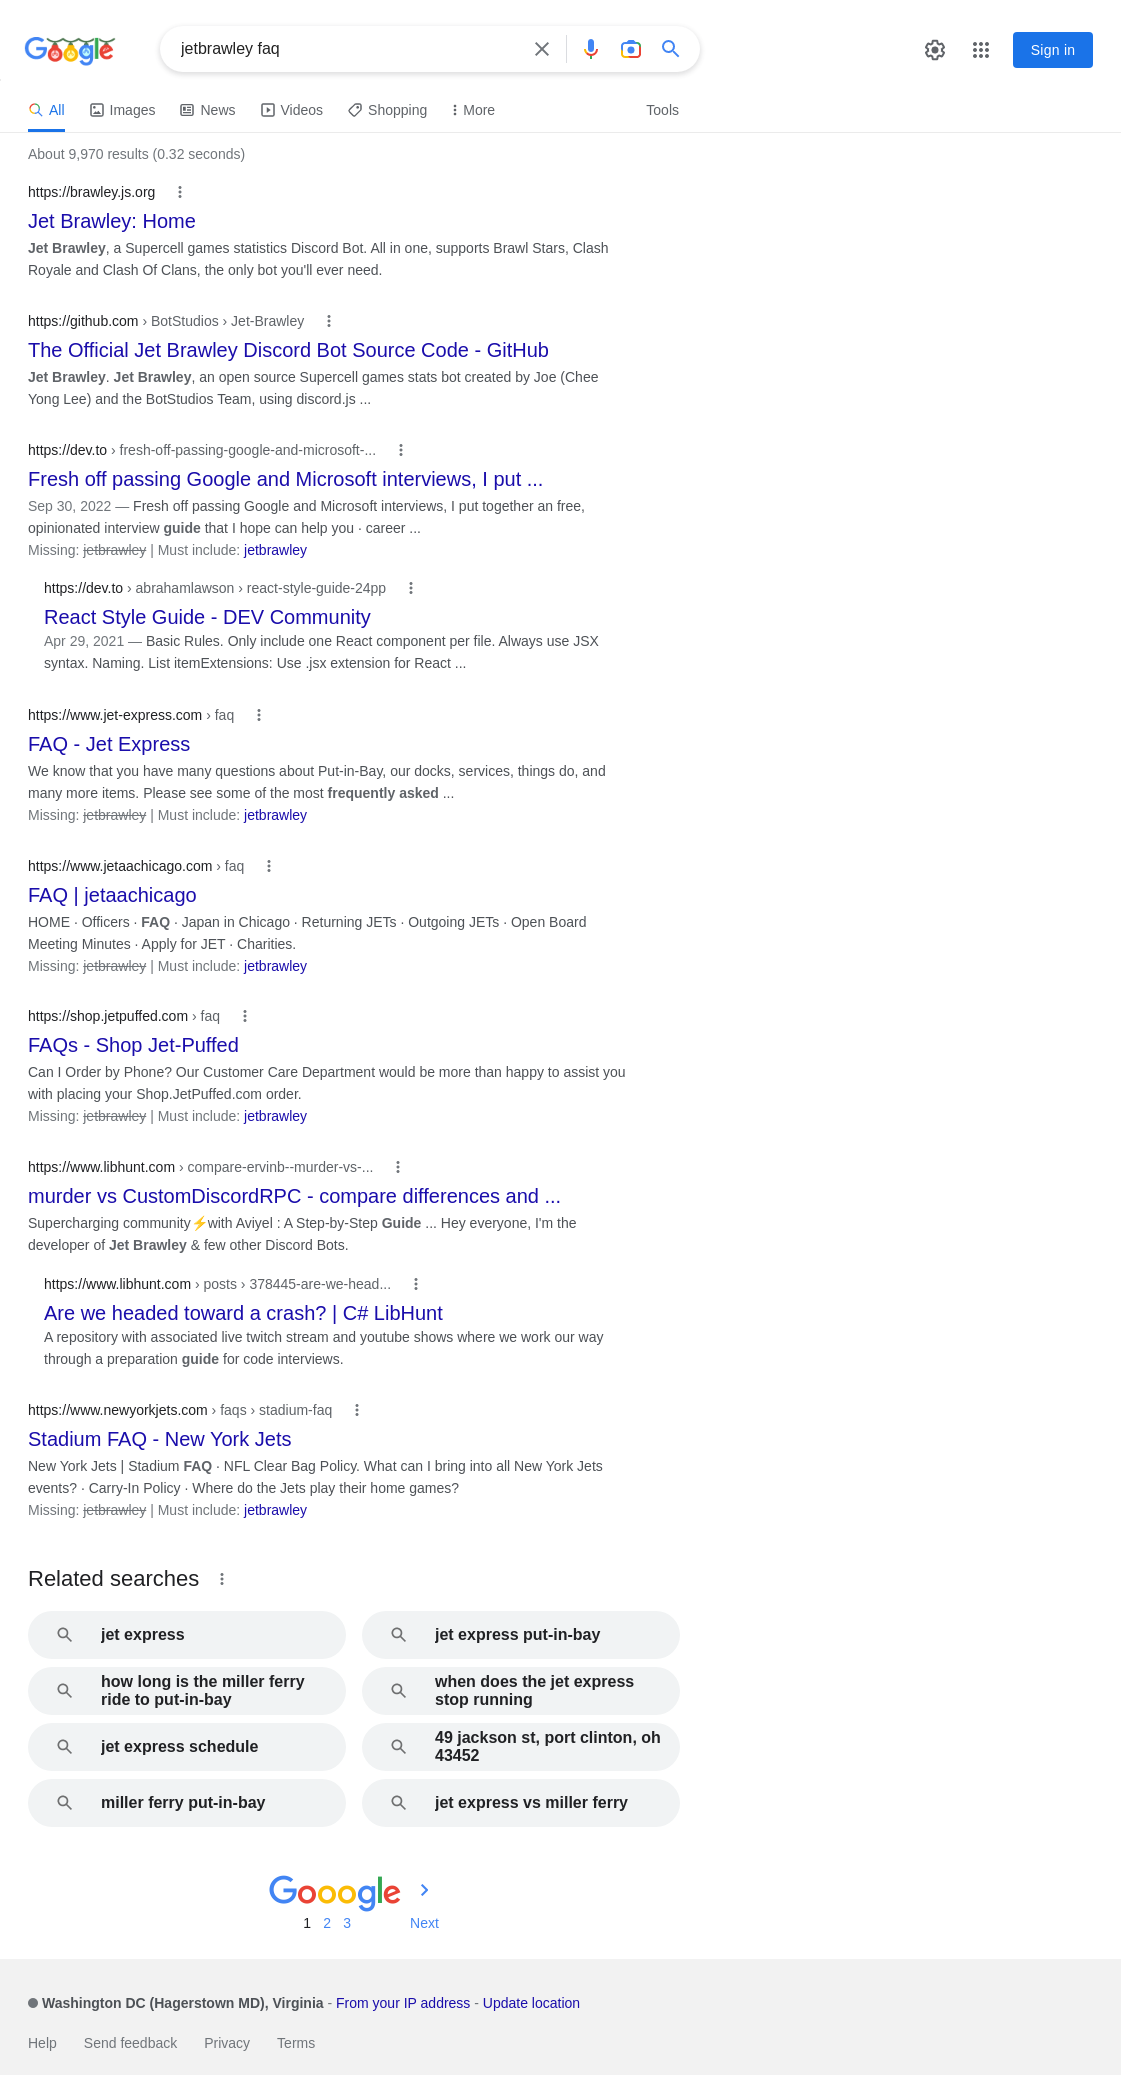 Google
jetbrawley faq
Sign in
All Images News Videos Shopping More Tools
About 9,970 results (0.32 seconds)
https://brawley.js.org
Jet Brawley: Home
Jet Brawley, a Supercell games statistics Discord Bot. All in one, supports Brawl Stars, Clash
Royale and Clash Of Clans, the only bot you'll ever need.
https://github.com › BotStudios › Jet-Brawley
The Official Jet Brawley Discord Bot Source Code - GitHub
Jet Brawley. Jet Brawley, an open source Supercell games stats bot created by Joe (Chee
Yong Lee) and the BotStudios Team, using discord.js ...
https://dev.to › fresh-off-passing-google-and-microsoft-...
Fresh off passing Google and Microsoft interviews, I put ...
Sep 30, 2022 — Fresh off passing Google and Microsoft interviews, I put together an free,
opinionated interview guide that I hope can help you · career ...
Missing: jetbrawley | Must include: jetbrawley
https://dev.to › abrahamlawson › react-style-guide-24pp
React Style Guide - DEV Community
Apr 29, 2021 — Basic Rules. Only include one React component per file. Always use JSX
syntax. Naming. List itemExtensions: Use .jsx extension for React ...
https://www.jet-express.com › faq
FAQ - Jet Express
We know that you have many questions about Put-in-Bay, our docks, services, things do, and
many more items. Please see some of the most frequently asked ...
Missing: jetbrawley | Must include: jetbrawley
https://www.jetaachicago.com › faq
FAQ | jetaachicago
HOME · Officers · FAQ · Japan in Chicago · Returning JETs · Outgoing JETs · Open Board
Meeting Minutes · Apply for JET · Charities.
Missing: jetbrawley | Must include: jetbrawley
https://shop.jetpuffed.com › faq
FAQs - Shop Jet-Puffed
Can I Order by Phone? Our Customer Care Department would be more than happy to assist you
with placing your Shop.JetPuffed.com order.
Missing: jetbrawley | Must include: jetbrawley
https://www.libhunt.com › compare-ervinb--murder-vs-...
murder vs CustomDiscordRPC - compare differences and ...
Supercharging community⚡with Aviyel : A Step-by-Step Guide ... Hey everyone, I'm the
developer of Jet Brawley & few other Discord Bots.
https://www.libhunt.com › posts › 378445-are-we-head...
Are we headed toward a crash? | C# LibHunt
A repository with associated live twitch stream and youtube shows where we work our way
through a preparation guide for code interviews.
https://www.newyorkjets.com › faqs › stadium-faq
Stadium FAQ - New York Jets
New York Jets | Stadium FAQ · NFL Clear Bag Policy. What can I bring into all New York Jets
events? · Carry-In Policy · Where do the Jets play their home games?
Missing: jetbrawley | Must include: jetbrawley
Related searches
jet express
jet express put-in-bay
how long is the miller ferry
ride to put-in-bay
when does the jet express
stop running
jet express schedule
49 jackson st, port clinton, oh
43452
miller ferry put-in-bay
jet express vs miller ferry
Gooogle
1 2 3 Next
Washington DC (Hagerstown MD), Virginia - From your IP address - Update location
Help Send feedback Privacy Terms